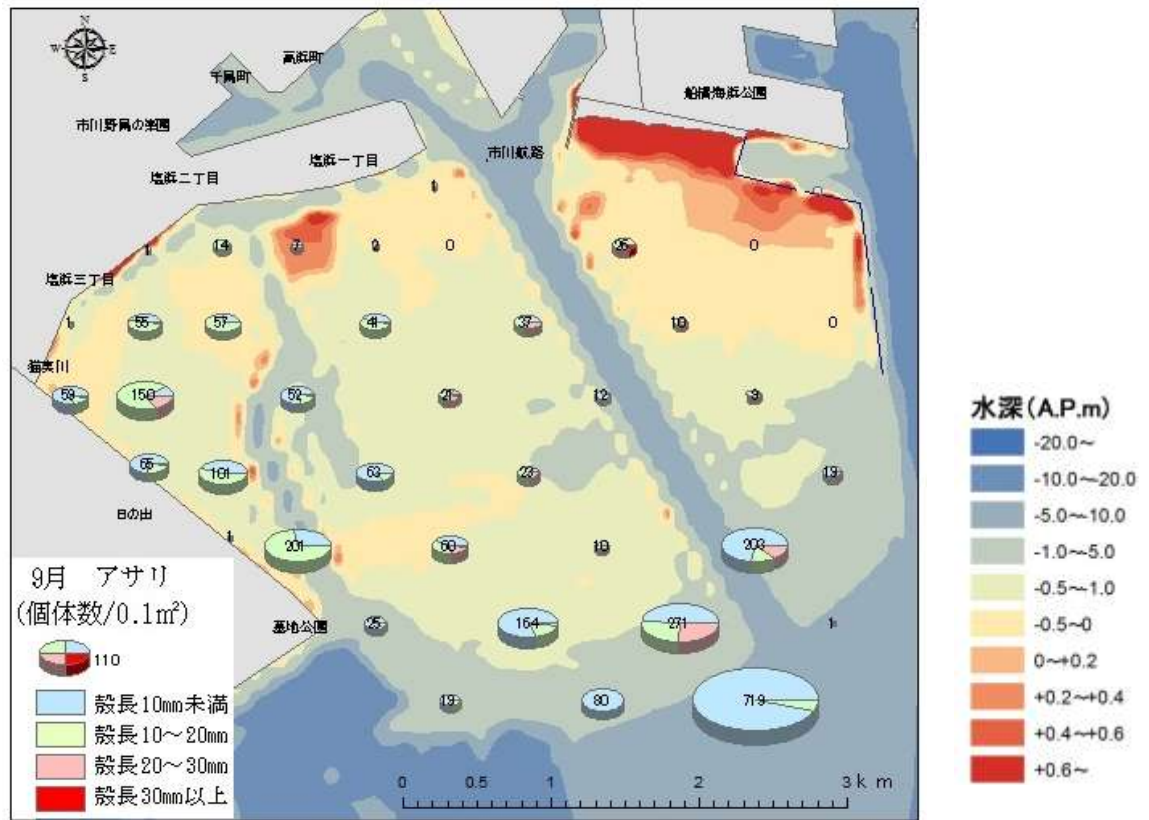 N
W E
S
高浜町
千鳥町
船橋海浜公園
市川野鳥の楽園
市川航路
塩浜一丁目
塩浜二丁目
1
1 14 7 2 0 25 0
塩浜三丁目
1 55 57 41 37 10 0
猫実川
59 150 52 21 12 3
65 101 63 23 19
日の出
1 201 60 10 203
墓地公園
25 164 271 1
19 80 719
9月 アサリ
(個体数/0.1㎡)
110
殻長10mm未満
殻長10~20mm
殻長20~30mm
殻長30mm以上
0 0.5 1 2 3 k m
水深(A.P.m)
-20.0~
-10.0~-20.0
-5.0~-10.0
-1.0~-5.0
-0.5~-1.0
-0.5~0
0~+0.2
+0.2~+0.4
+0.4~+0.6
+0.6~